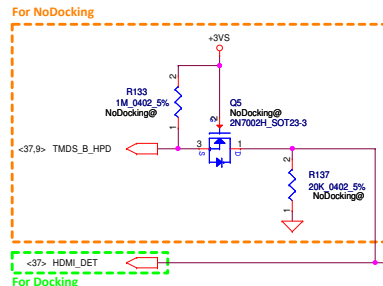 For NoDocking
+3VS
R133
1M_0402_5%
NoDocking@
Q5
NoDocking@
2N7002H_SOT23-3
2
1
2
3
S
1
D
<37,9> TMDS_B_HPD
2
1
R137
20K_0402_5%
NoDocking@
<37> HDMI_DET
For Docking